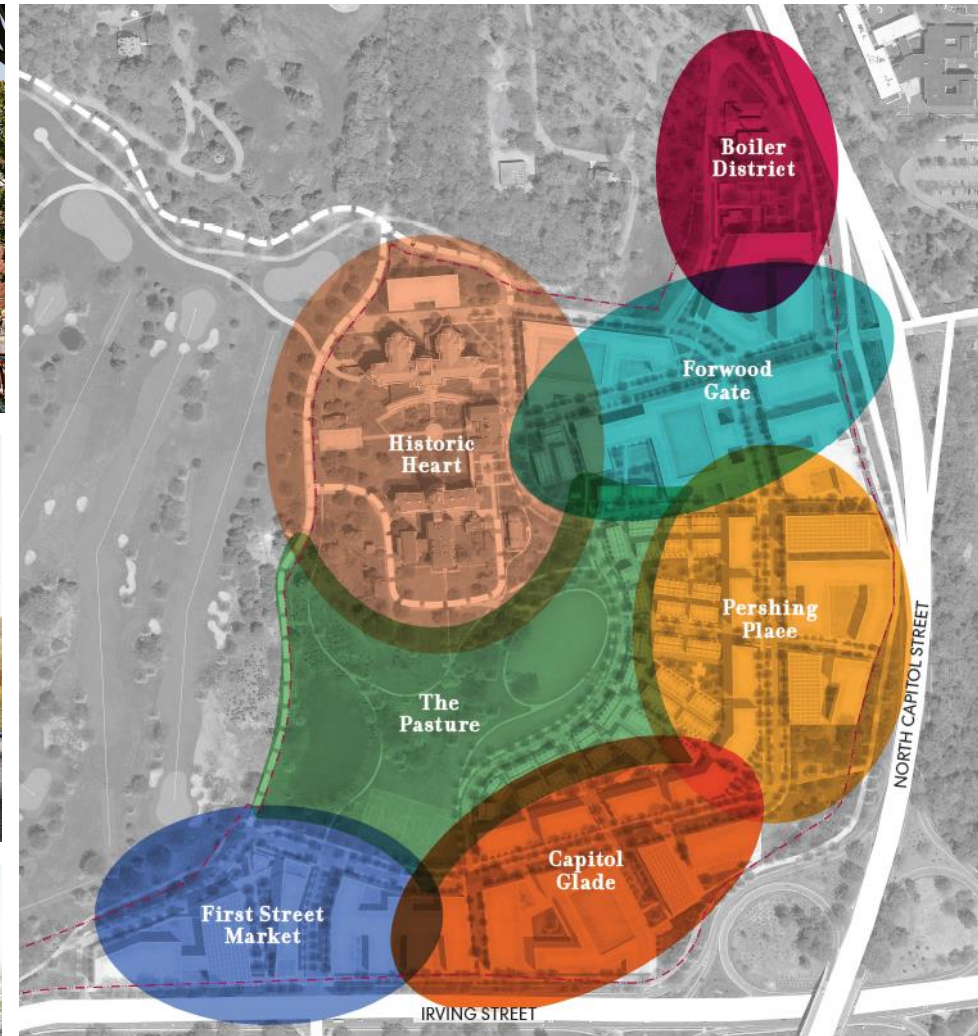 Boiler
District
Forwood
Gate
Historic
Heart
Pershing
Place
The
Pasture
Capitol
Glade
First Street
Market
NORTH CAPITOL STREET
IRVING STREET